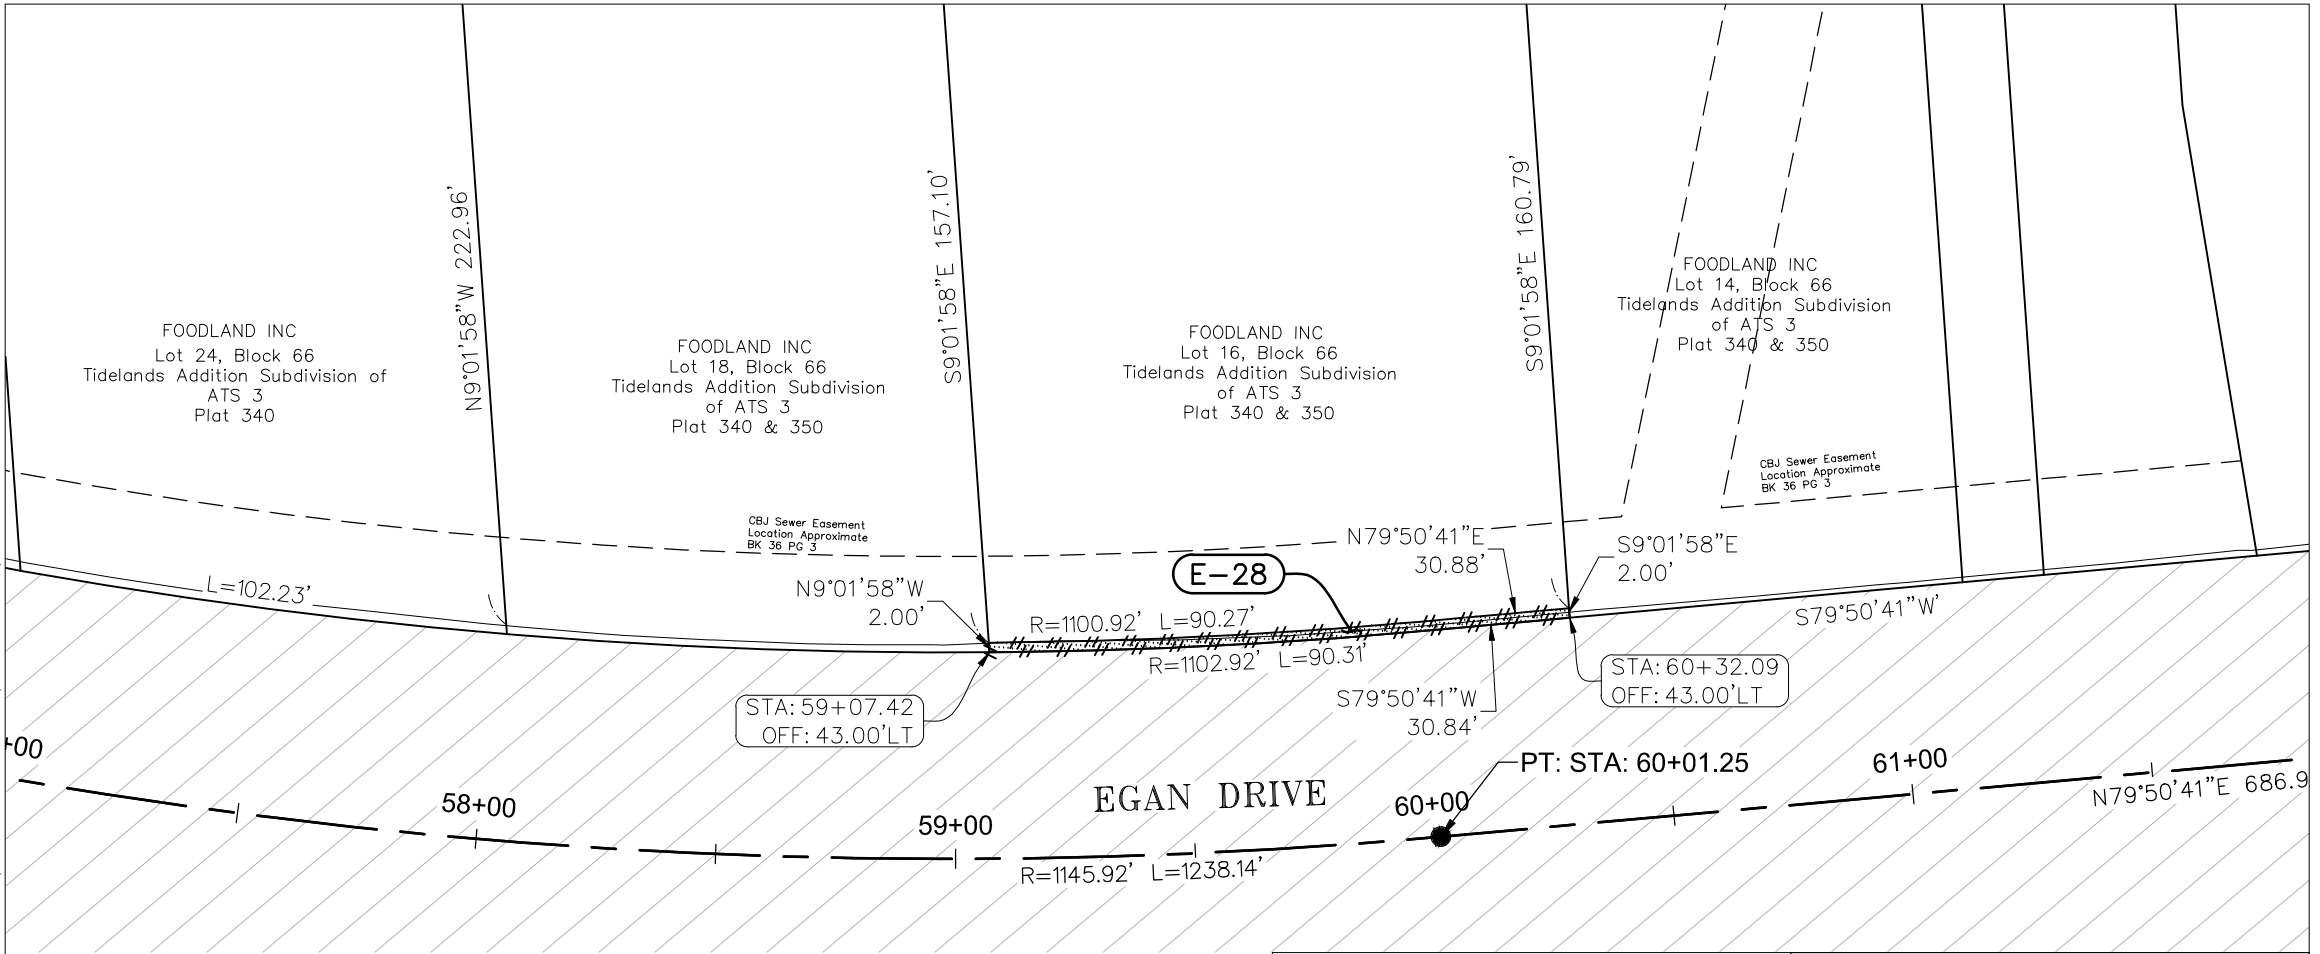 N9°01'58"W 222.96'
S9°01'58"E 157.10'
S9°01'58"E 160.79'
FOODLAND INC
Lot 24, Block 66
Tidelands Addition Subdivision of
ATS 3
Plat 340
FOODLAND INC
Lot 18, Block 66
Tidelands Addition Subdivision
of ATS 3
Plat 340 & 350
FOODLAND INC
Lot 16, Block 66
Tidelands Addition Subdivision
of ATS 3
Plat 340 & 350
FOODLAND INC
Lot 14, Block 66
Tidelands Addition Subdivision
of ATS 3
Plat 340 & 350
CBJ Sewer Easement
Location Approximate
BK 36 PG 3
CBJ Sewer Easement
Location Approximate
BK 36 PG 3
L=102.23'
N9°01'58"W
2.00'
E-28
N79°50'41"E
30.88'
S9°01'58"E
2.00'
R=1100.92' L=90.27'
R=1102.92' L=90.31'
S79°50'41"W'
STA: 59+07.42
OFF: 43.00'LT
S79°50'41"W
30.84'
STA: 60+32.09
OFF: 43.00'LT
+00
58+00
59+00
EGAN DRIVE
60+00
PT: STA: 60+01.25
61+00
R=1145.92' L=1238.14'
N79°50'41"E 686.9